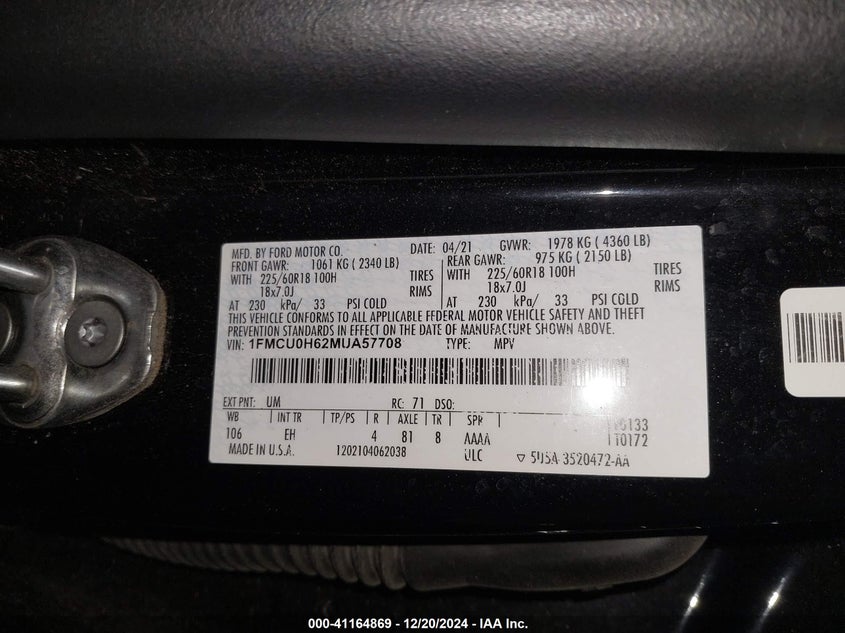 MFD. BY FORD MOTOR CO. DATE: 04/21 GVWR: 1978 KG ( 4360 LB)
FRONT GAWR: 1061 KG ( 2340 LB) REAR GAWR: 975 KG ( 2150 LB)
WITH 225/60R18 100H TIRES WITH 225/60R18 100H TIRES
18x7.0J RIMS 18x7.0J RIMS
AT 230 kPa/ 33 PSI COLD AT 230 kPa/ 33 PSI COLD
THIS VEHICLE CONFORMS TO ALL APPLICABLE FEDERAL MOTOR VEHICLE SAFETY AND THEFT
PREVENTION STANDARDS IN EFFECT ON THE DATE OF MANUFACTURE SHOWN ABOVE.
VIN: 1FMCU0H62MUA57708 TYPE: MPV
EXT PNT: UM RC: 71 DSO:
WB INT TR TP/PS R AXLE TR SPR
106 EH 4 81 8 AAAA
10172
MADE IN U.S.A. 1202104062038 ULC
000-41164869 - 12/20/2024 - IAA Inc.